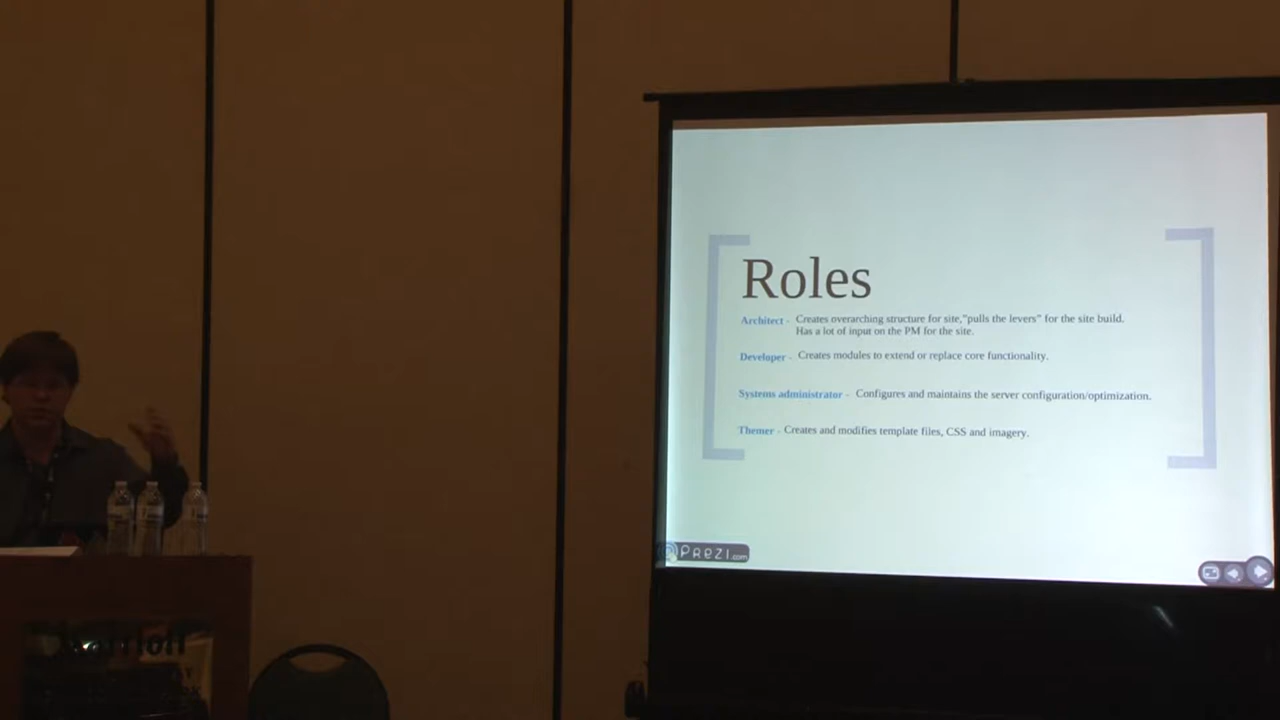 Roles
Architect - Creates overarching structure for site,"pulls the levers" for the site build.
Has a lot of input on the PM for the site.
Developer - Creates modules to extend or replace core functionality.
Systems administrator - Configures and maintains the server configuration/optimization.
Themer - Creates and modifies template files, CSS and imagery.
PREZI.com
Marriott